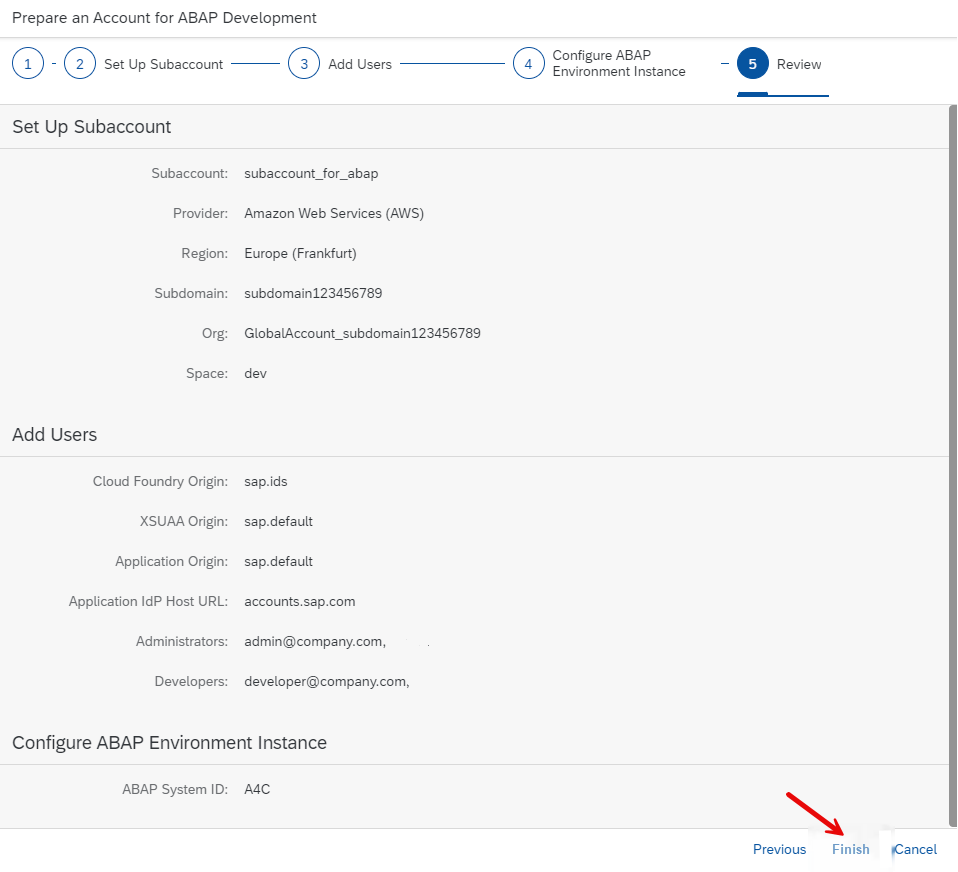 Prepare an Account for ABAP Development
1 - 2 Set Up Subaccount 3 Add Users 4 Configure ABAP Environment Instance 5 Review
Set Up Subaccount
Subaccount: subaccount_for_abap
Provider: Amazon Web Services (AWS)
Region: Europe (Frankfurt)
Subdomain: subdomain123456789
Org: GlobalAccount_subdomain123456789
Space: dev
Add Users
Cloud Foundry Origin: sap.ids
XSUAA Origin: sap.default
Application Origin: sap.default
Application IdP Host URL: accounts.sap.com
Administrators: admin@company.com,
Developers: developer@company.com,
Configure ABAP Environment Instance
ABAP System ID: A4C
Previous Finish Cancel